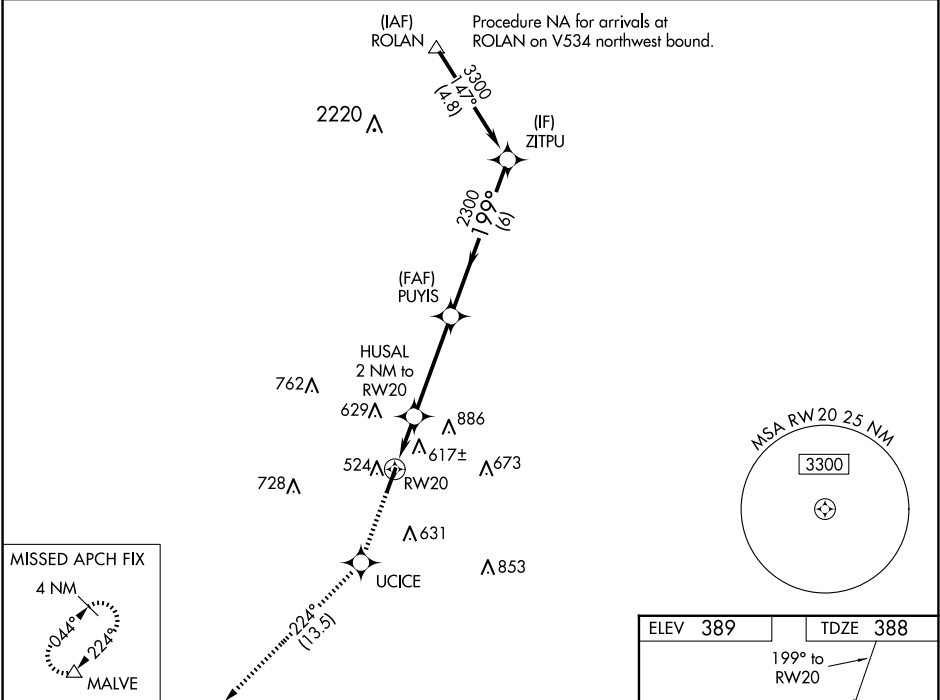 (IAF)
ROLAN
Procedure NA for arrivals at
ROLAN on V534 northwest bound.
3300
147°
(4.8)
2220
(IF)
ZITPU
2300
199°
(6)
(FAF)
PUYIS
HUSAL
2 NM to
RW20
762
629
886
617±
524
RW20
673
728
631
UCICE
853
224°
(13.5)
MSA RW20 25 NM
3300
MISSED APCH FIX
4 NM
044°
224°
MALVE
ELEV 389
TDZE 388
199° to
RW20